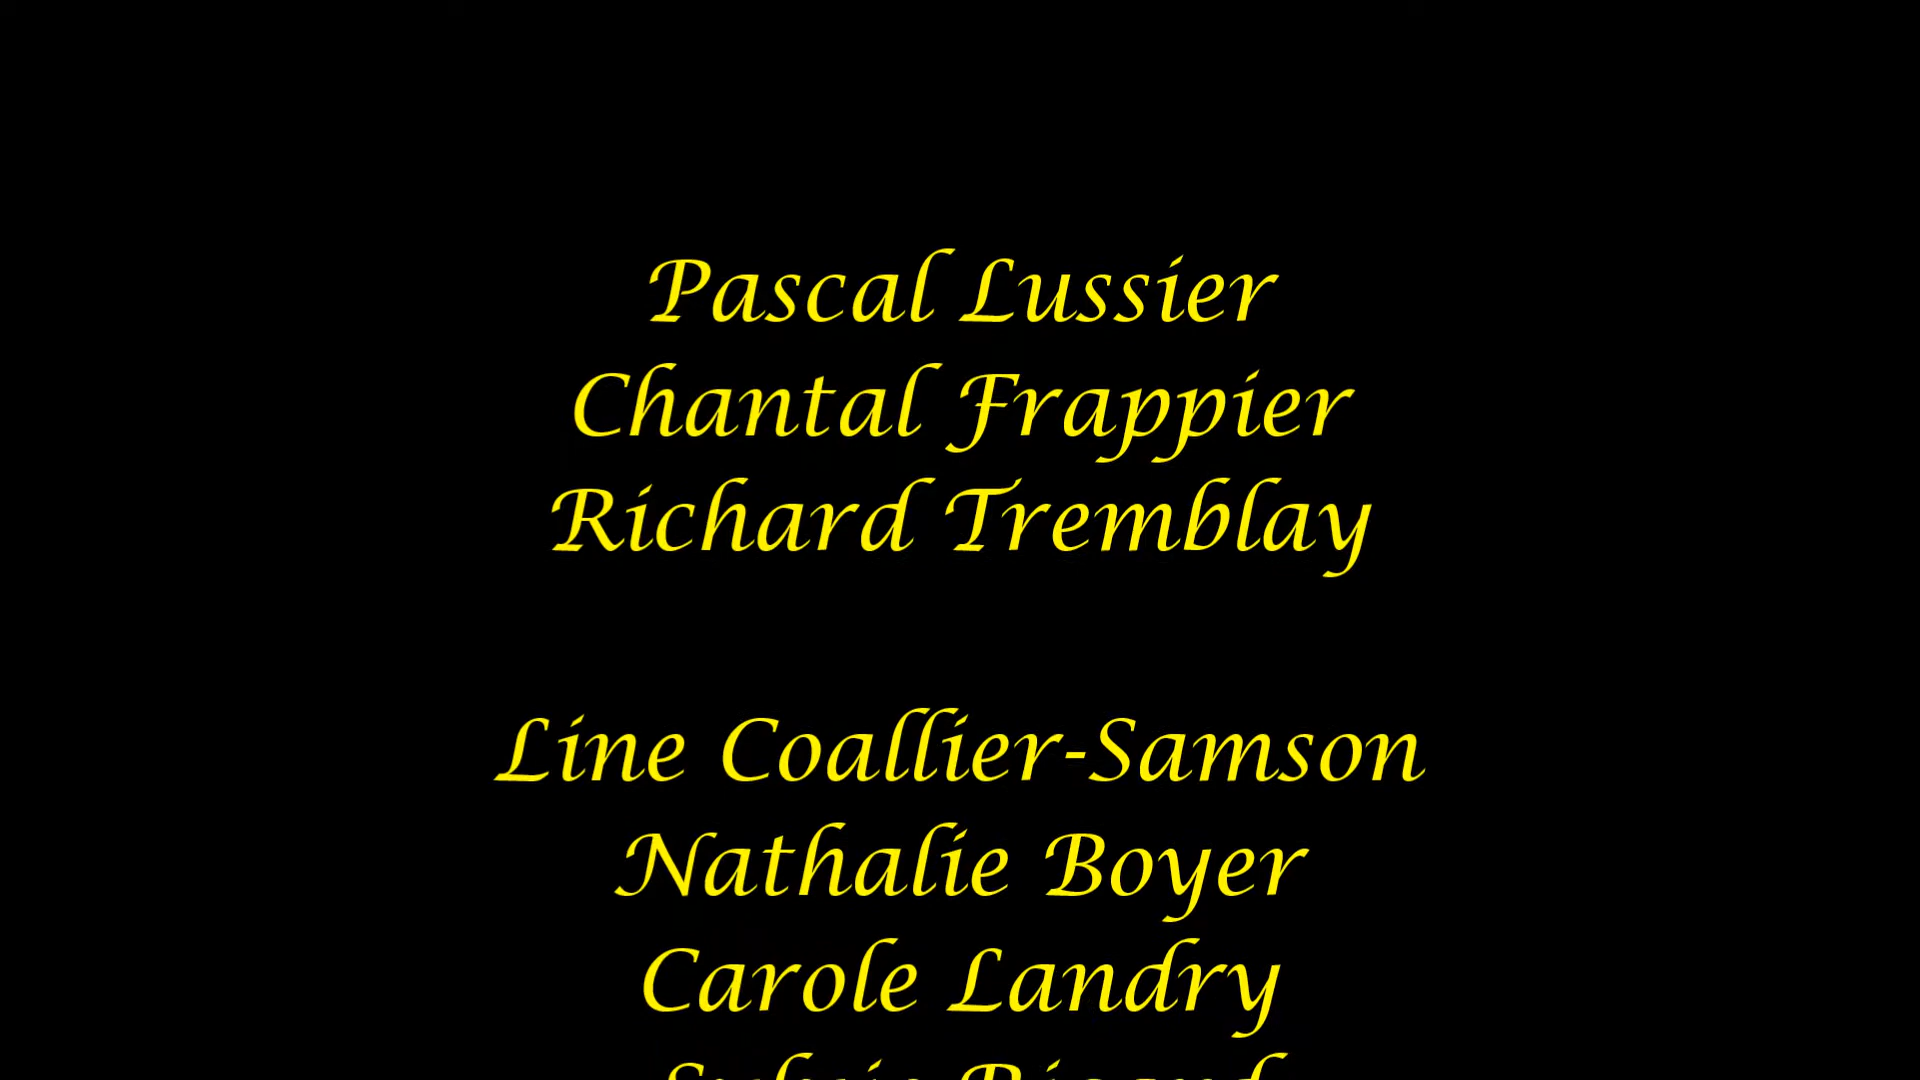 Pascal Lussier
Chantal Frappier
Richard Tremblay
Line Coallier-Samson
Nathalie Boyer
Carole Landry